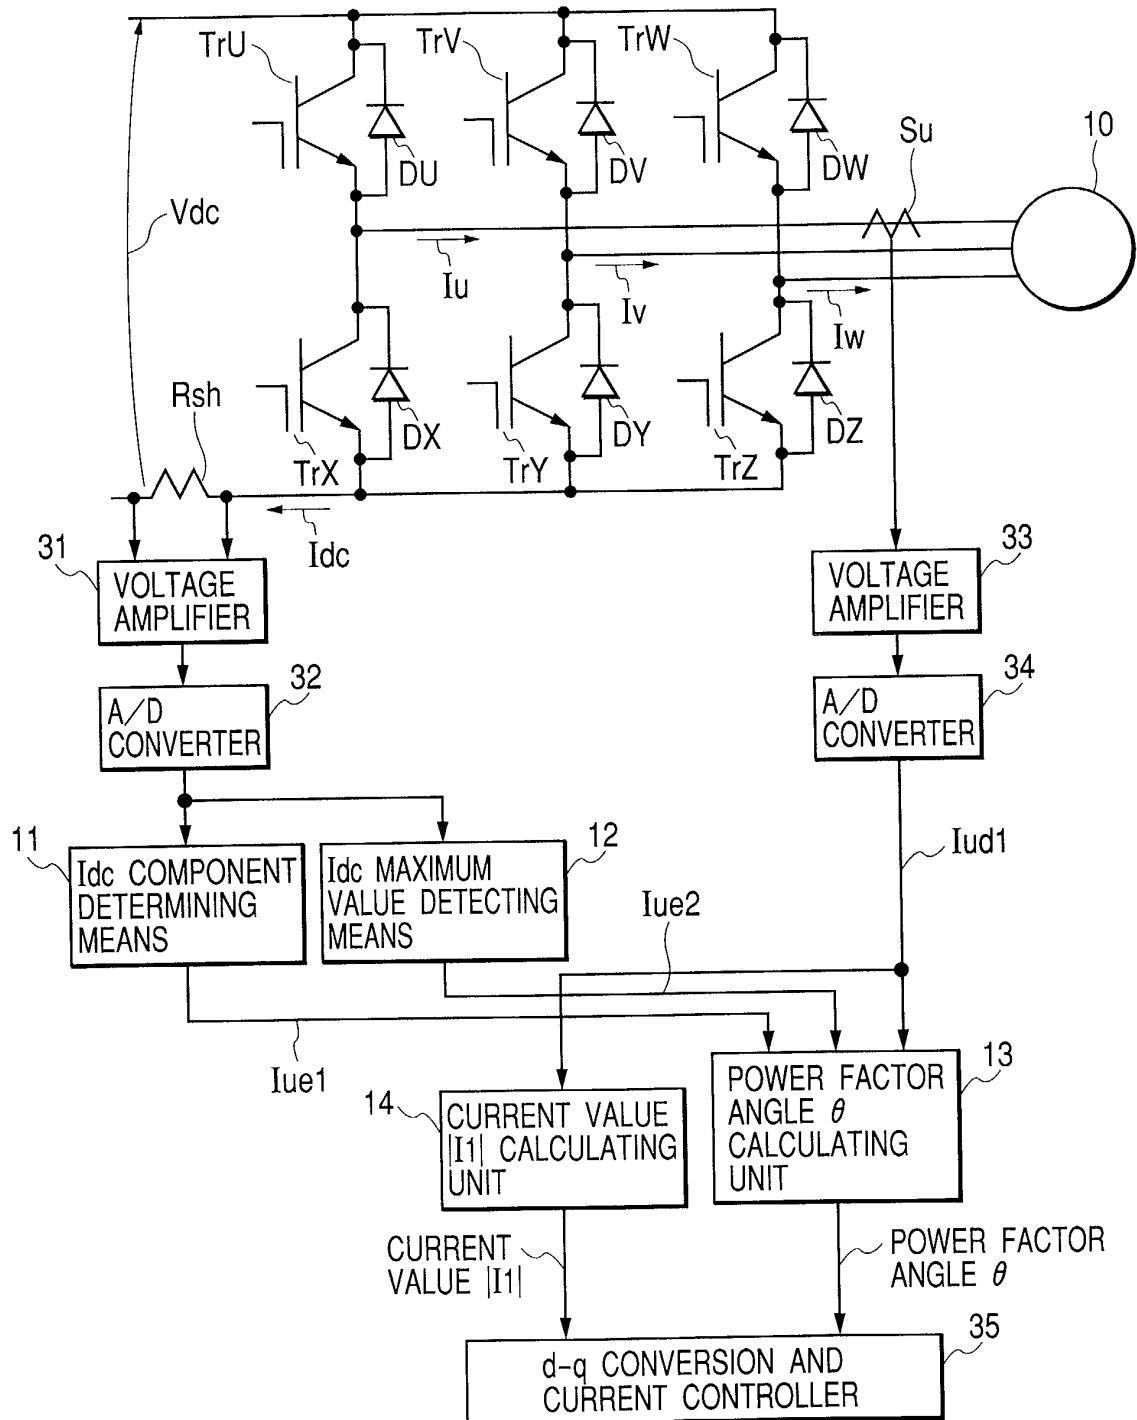 TrU
TrV
TrW
Su
10
DU
DV
DW
Vdc
Iu
Iv
Iw
Rsh
DX
DY
DZ
TrX
TrY
TrZ
Idc
31
VOLTAGE
AMPLIFIER
33
VOLTAGE
AMPLIFIER
32
A/D
CONVERTER
34
A/D
CONVERTER
11
Idc COMPONENT
DETERMINING
MEANS
12
Idc MAXIMUM
VALUE DETECTING
MEANS
Iud1
Iue2
Iue1
14
CURRENT VALUE
|I1| CALCULATING
UNIT
13
POWER FACTOR
ANGLE θ
CALCULATING
UNIT
CURRENT
VALUE |I1|
POWER FACTOR
ANGLE θ
35
d-q CONVERSION AND
CURRENT CONTROLLER